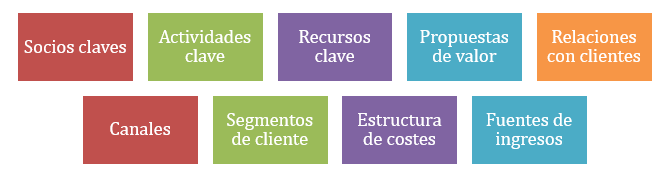 Socios claves
Actividades
clave
Recursos
clave
Propuestas
de valor
Relaciones
con clientes
Canales
Segmentos
de cliente
Estructura
de costes
Fuentes de
ingresos